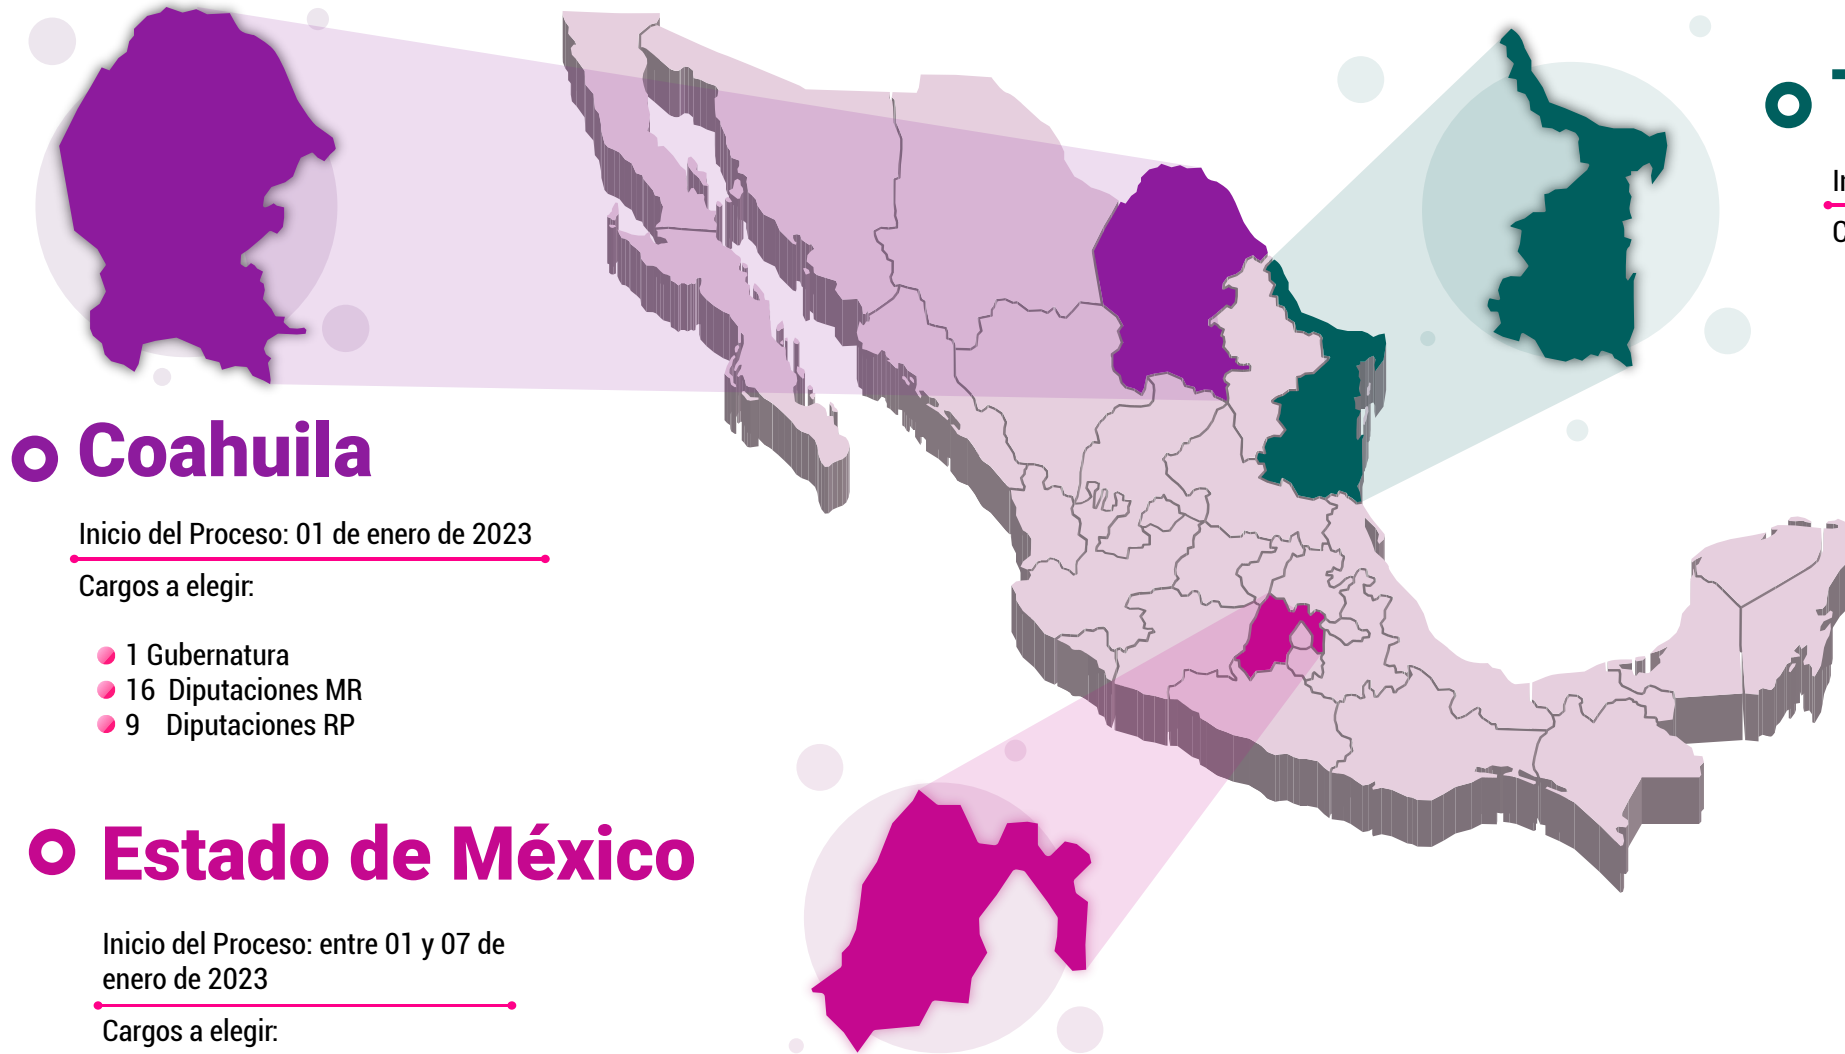 Coahuila
Inicio del Proceso: 01 de enero de 2023
Cargos a elegir:
1 Gubernatura
16 Diputaciones MR
9 Diputaciones RP
Estado de México
Inicio del Proceso: entre 01 y 07 de
enero de 2023
Cargos a elegir: